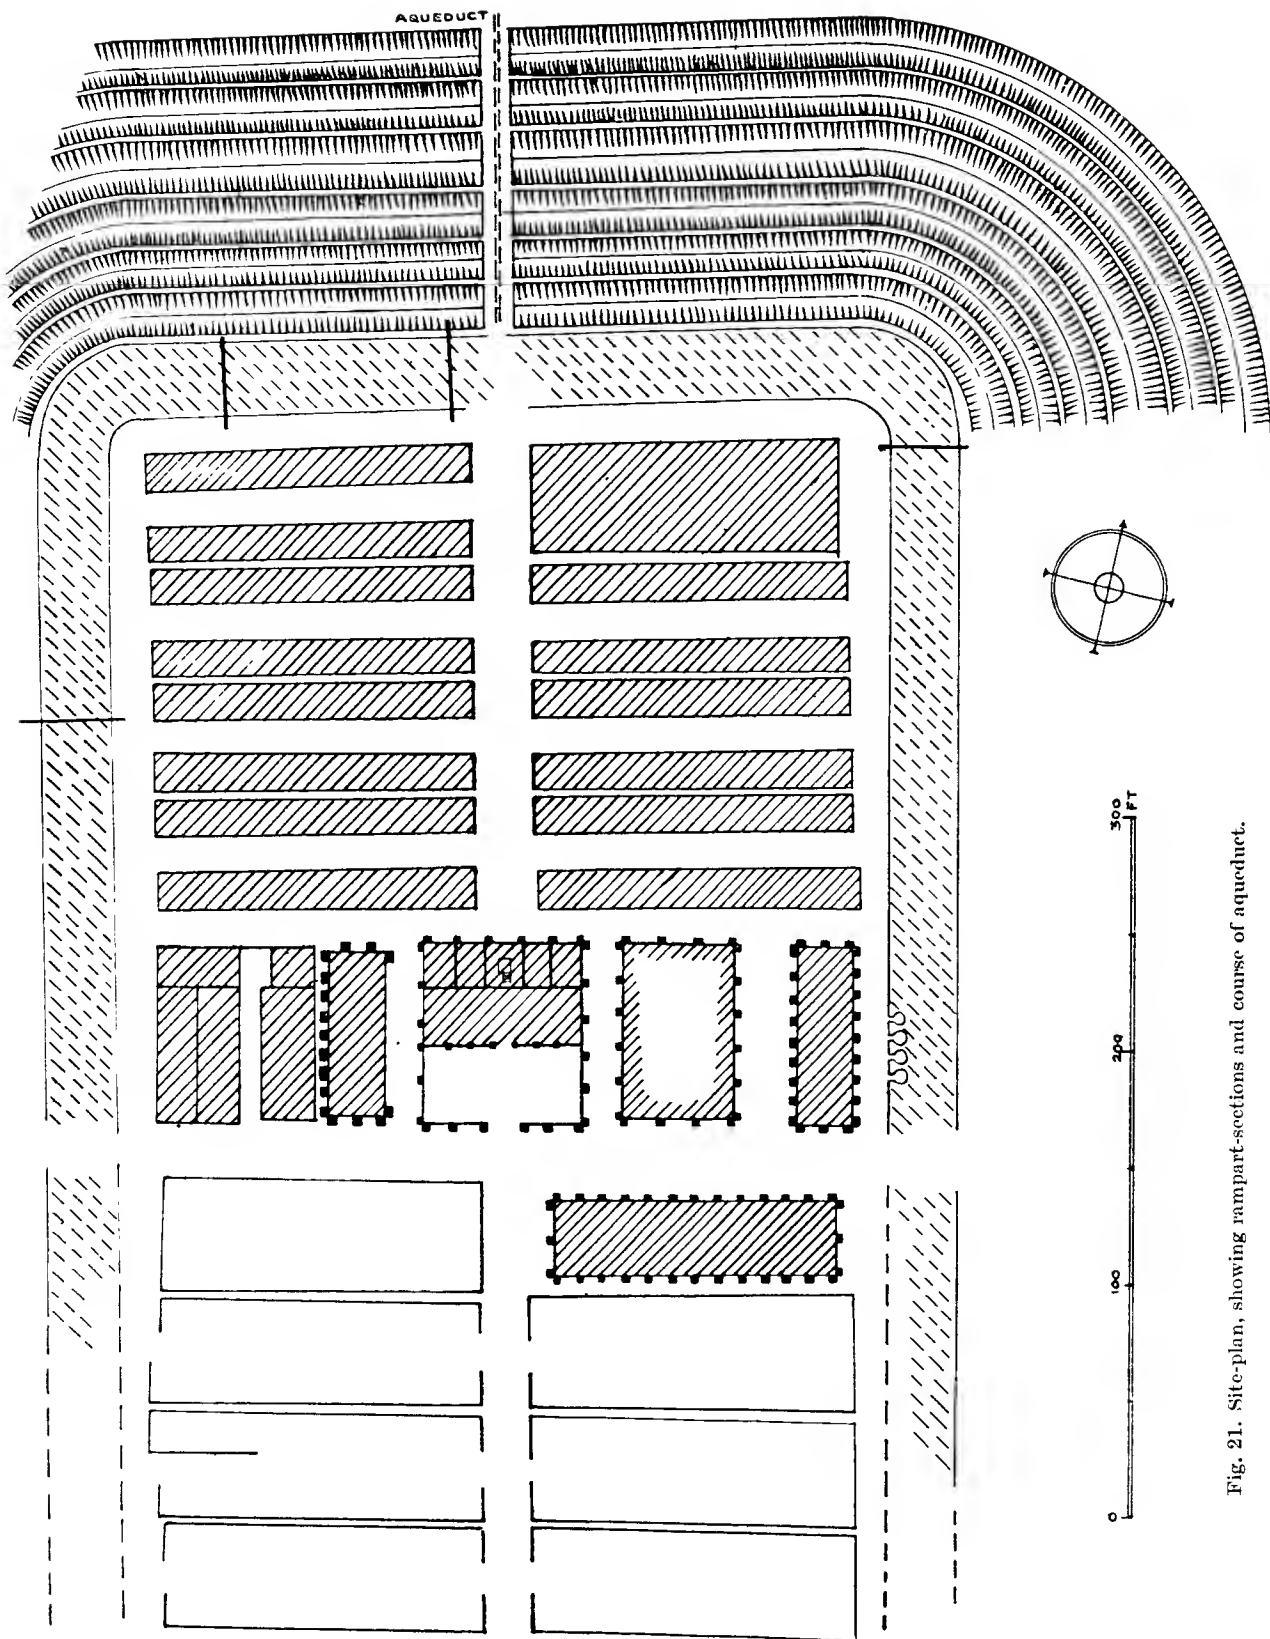 AQUEDUCT
300
FT
200
100
0
Fig. 21. Site-plan, showing rampart-sections and course of aqueduct.